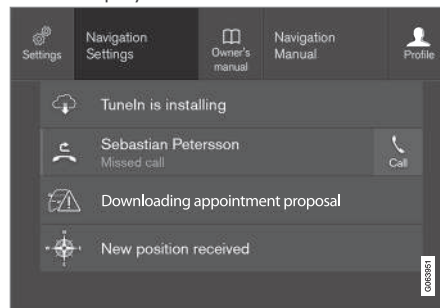 Settings
Navigation
Settings
Owner's
manual
Navigation
Manual
Profile
TuneIn is installing
Sebastian Petersson
Missed call
Call
Downloading appointment proposal
New position received
G063951